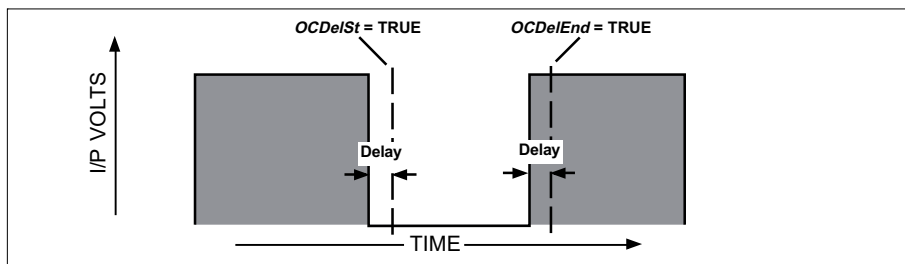 OCDelSt = TRUE
OCDelEnd = TRUE
I/P VOLTS
Delay
Delay
TIME